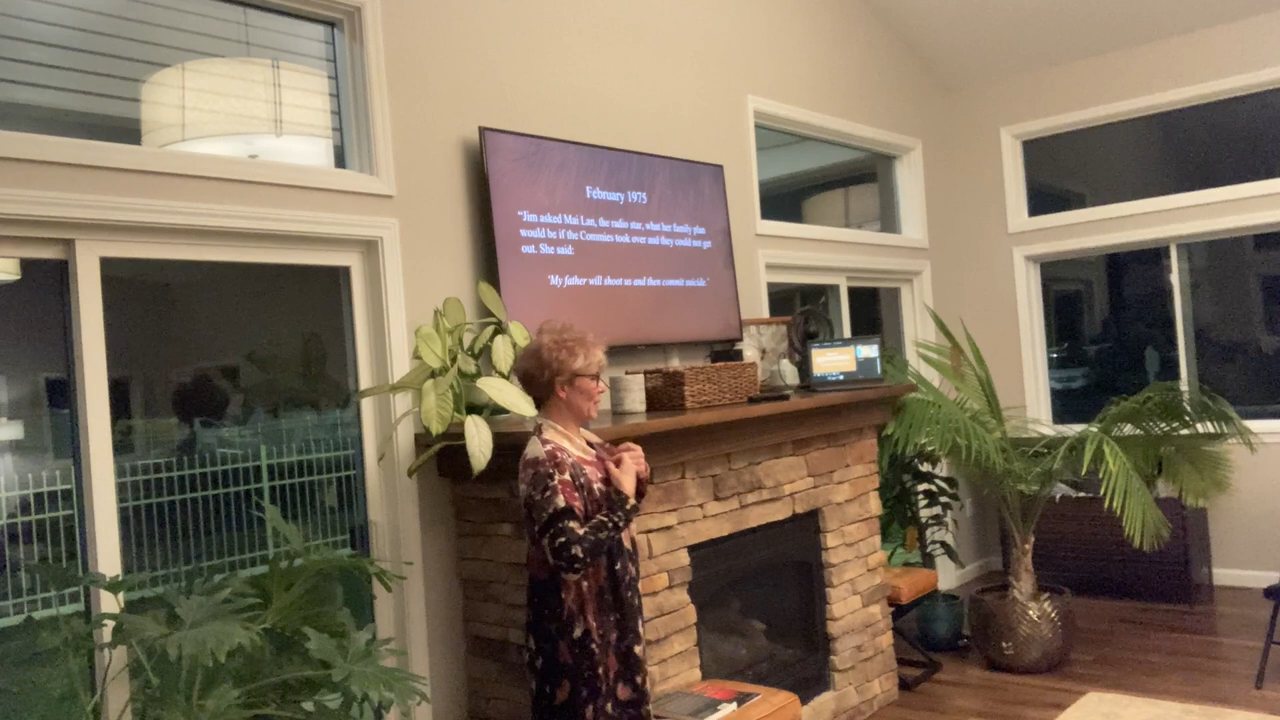 February 1975
"Jim asked Mai Lan, the radio star, what her family plan
would be if the Commies took over and they could not get
out. She said:
'My father will shoot us and then commit suicide.'